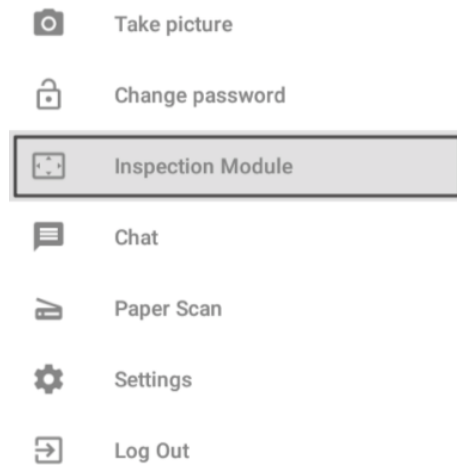 Take picture
Change password
Inspection Module
Chat
Paper Scan
Settings
Log Out